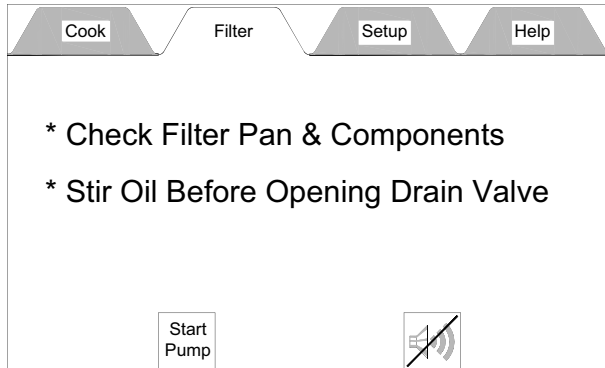 Cook Filter Setup Help
* Check Filter Pan & Components
* Stir Oil Before Opening Drain Valve
Start
Pump